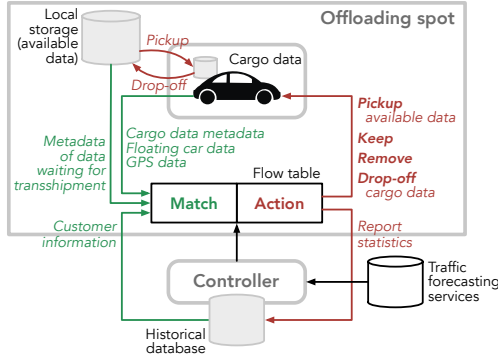 Offloading spot
Local
storage
(available
data)
Pickup
Drop-off
Cargo data
Metadata
of data
waiting for
transshipment
Cargo data metadata
Floating car data
GPS data
Pickup
available data
Keep
Remove
Drop-off
cargo data
Flow table
Match
Action
Customer
information
Report
statistics
Controller
Traffic
forecasting
services
Historical
database